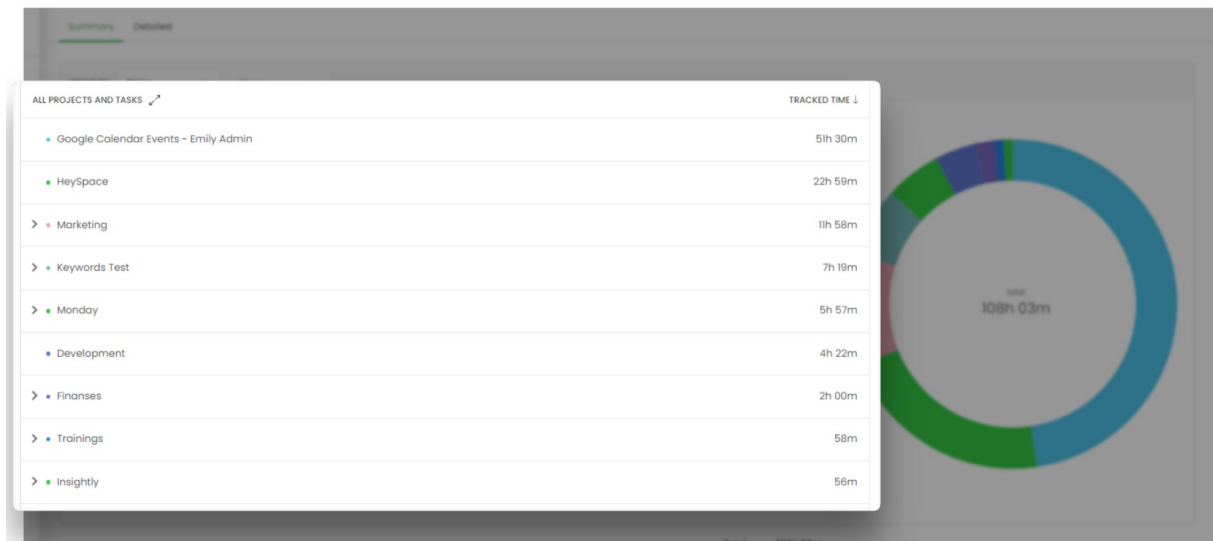 Summary Detailed
ALL PROJECTS AND TASKS TRACKED TIME ↓
Google Calendar Events - Emily Admin 51h 30m
HeySpace 22h 59m
Marketing 11h 58m
Keywords Test 7h 19m
Monday 5h 57m
Development 4h 22m
Finanses 2h 00m
Trainings 58m
Insightly 56m
total
108h 03m